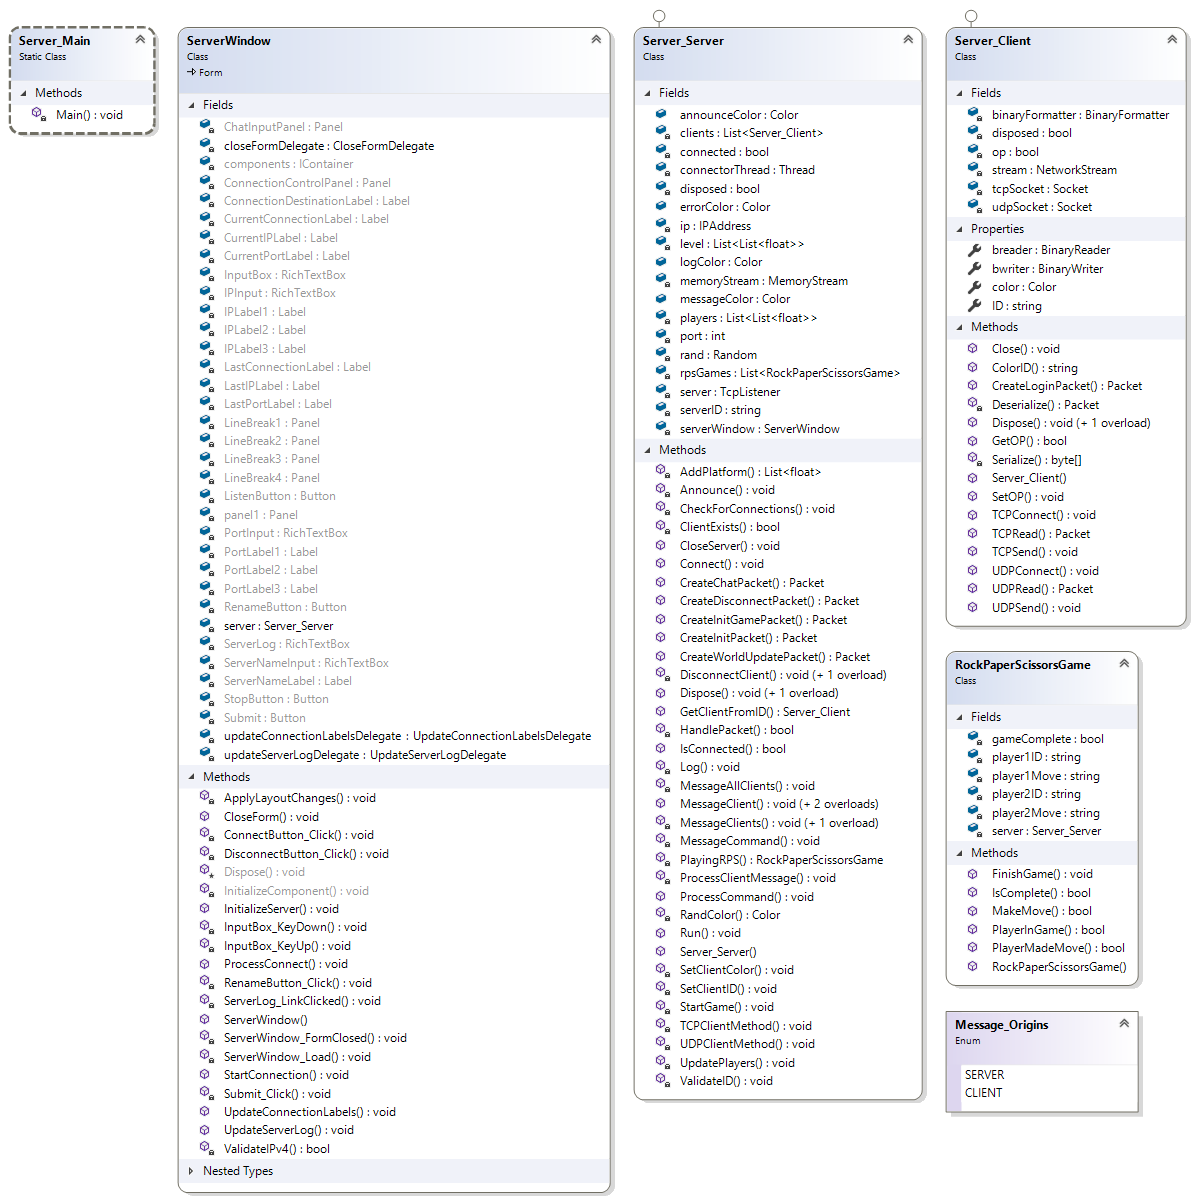 Server_Main
Static Class
Methods
Main() : void
ServerWindow
Class
Form
Fields
ChatInputPanel : Panel
closeFormDelegate : CloseFormDelegate
components : IContainer
ConnectionControlPanel : Panel
ConnectionDestinationLabel : Label
CurrentConnectionLabel : Label
CurrentIPLabel : Label
CurrentPortLabel : Label
InputBox : RichTextBox
IPInput : RichTextBox
IPLabel1 : Label
IPLabel2 : Label
IPLabel3 : Label
LastConnectionLabel : Label
LastIPLabel : Label
LastPortLabel : Label
LineBreak1 : Panel
LineBreak2 : Panel
LineBreak3 : Panel
LineBreak4 : Panel
ListenButton : Button
panel1 : Panel
PortInput : RichTextBox
PortLabel1 : Label
PortLabel2 : Label
PortLabel3 : Label
RenameButton : Button
server : Server_Server
ServerLog : RichTextBox
ServerNameInput : RichTextBox
ServerNameLabel : Label
StopButton : Button
Submit : Button
updateConnectionLabelsDelegate : UpdateConnectionLabelsDelegate
updateServerLogDelegate : UpdateServerLogDelegate
Methods
ApplyLayoutChanges() : void
CloseForm() : void
ConnectButton_Click() : void
DisconnectButton_Click() : void
Dispose() : void
InitializeComponent() : void
InitializeServer() : void
InputBox_KeyDown() : void
InputBox_KeyUp() : void
ProcessConnect() : void
RenameButton_Click() : void
ServerLog_LinkClicked() : void
ServerWindow()
ServerWindow_FormClosed() : void
ServerWindow_Load() : void
StartConnection() : void
Submit_Click() : void
UpdateConnectionLabels() : void
UpdateServerLog() : void
ValidateIPv4() : bool
Nested Types
Server_Server
Class
Fields
announceColor : Color
clients : List<Server_Client>
connected : bool
connectorThread : Thread
disposed : bool
errorColor : Color
ip : IPAddress
level : List<List<float>>
logColor : Color
memoryStream : MemoryStream
messageColor : Color
players : List<List<float>>
port : int
rand : Random
rpsGames : List<RockPaperScissorsGame>
server : TcpListener
serverID : string
serverWindow : ServerWindow
Methods
AddPlatform() : List<float>
Announce() : void
CheckForConnections() : void
ClientExists() : bool
CloseServer() : void
Connect() : void
CreateChatPacket() : Packet
CreateDisconnectPacket() : Packet
CreateInitGamePacket() : Packet
CreateInitPacket() : Packet
CreateWorldUpdatePacket() : Packet
DisconnectClient() : void (+ 1 overload)
Dispose() : void (+ 1 overload)
GetClientFromID() : Server_Client
HandlePacket() : bool
IsConnected() : bool
Log() : void
MessageAllClients() : void
MessageClient() : void (+ 2 overloads)
MessageClients() : void (+ 1 overload)
MessageCommand() : void
PlayingRPS() : RockPaperScissorsGame
ProcessClientMessage() : void
ProcessCommand() : void
RandColor() : Color
Run() : void
Server_Server()
SetClientColor() : void
SetClientID() : void
StartGame() : void
TCPClientMethod() : void
UDPClientMethod() : void
UpdatePlayers() : void
ValidateID() : void
Server_Client
Class
Fields
binaryFormatter : BinaryFormatter
disposed : bool
op : bool
stream : NetworkStream
tcpSocket : Socket
udpSocket : Socket
Properties
breader : BinaryReader
bwriter : BinaryWriter
color : Color
ID : string
Methods
Close() : void
ColorID() : string
CreateLoginPacket() : Packet
Deserialize() : Packet
Dispose() : void (+ 1 overload)
GetOP() : bool
Serialize() : byte[]
Server_Client()
SetOP() : void
TCPConnect() : void
TCPRead() : Packet
TCPSend() : void
UDPConnect() : void
UDPRead() : Packet
UDPSend() : void
RockPaperScissorsGame
Class
Fields
gameComplete : bool
player1ID : string
player1Move : string
player2ID : string
player2Move : string
server : Server_Server
Methods
FinishGame() : void
IsComplete() : bool
MakeMove() : bool
PlayerInGame() : bool
PlayerMadeMove() : bool
RockPaperScissorsGame()
Message_Origins
Enum
SERVER
CLIENT